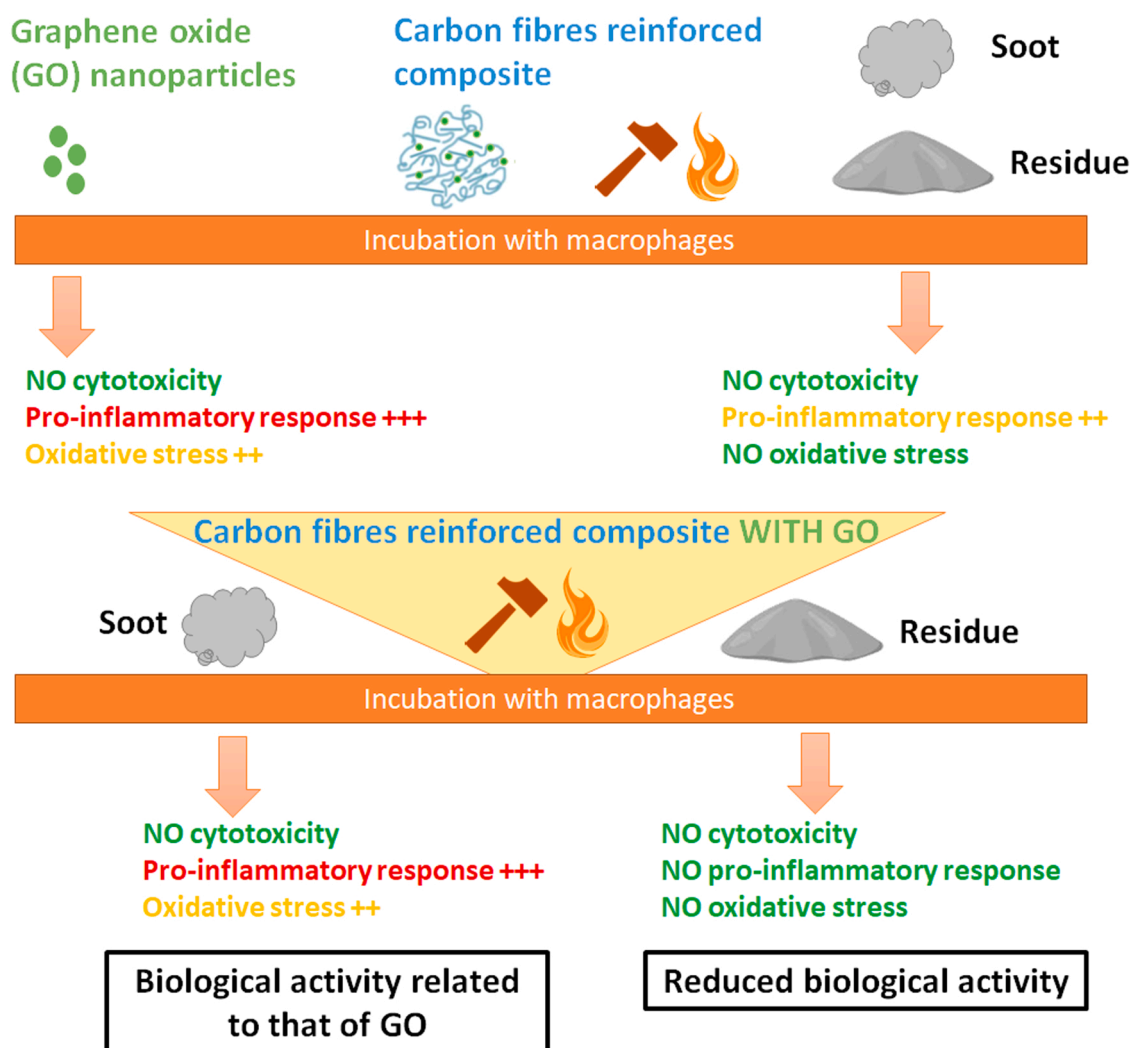 Graphene oxide
(GO) nanoparticles
Carbon fibres reinforced
composite
Soot
Residue
Incubation with macrophages
NO cytotoxicity
Pro-inflammatory response +++
Oxidative stress ++
NO cytotoxicity
Pro-inflammatory response ++
NO oxidative stress
Carbon fibres reinforced composite WITH GO
Soot
Residue
Incubation with macrophages
NO cytotoxicity
Pro-inflammatory response +++
Oxidative stress ++
NO cytotoxicity
NO pro-inflammatory response
NO oxidative stress
Biological activity related
to that of GO
Reduced biological activity